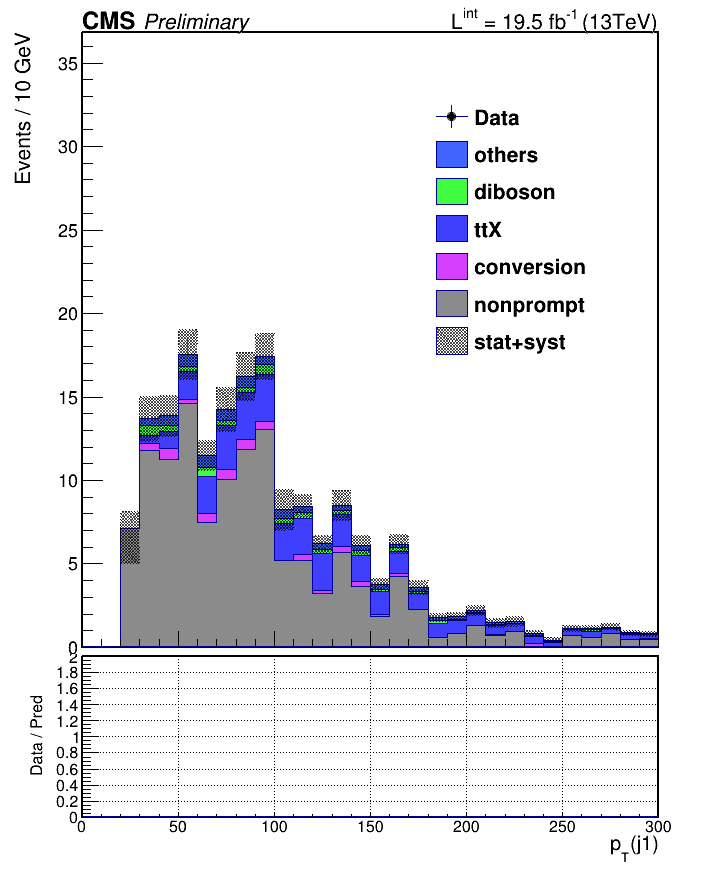 CMS Preliminary
L^int = 19.5 fb^-1 (13TeV)
Events / 10 GeV
35
30
25
20
15
10
5
0
Data
others
diboson
ttX
conversion
nonprompt
stat+syst
Data / Pred
2
1.8
1.6
1.4
1.2
1
0.8
0.6
0.4
0.2
0
0 50 100 150 200 250 300
p_T(j1)